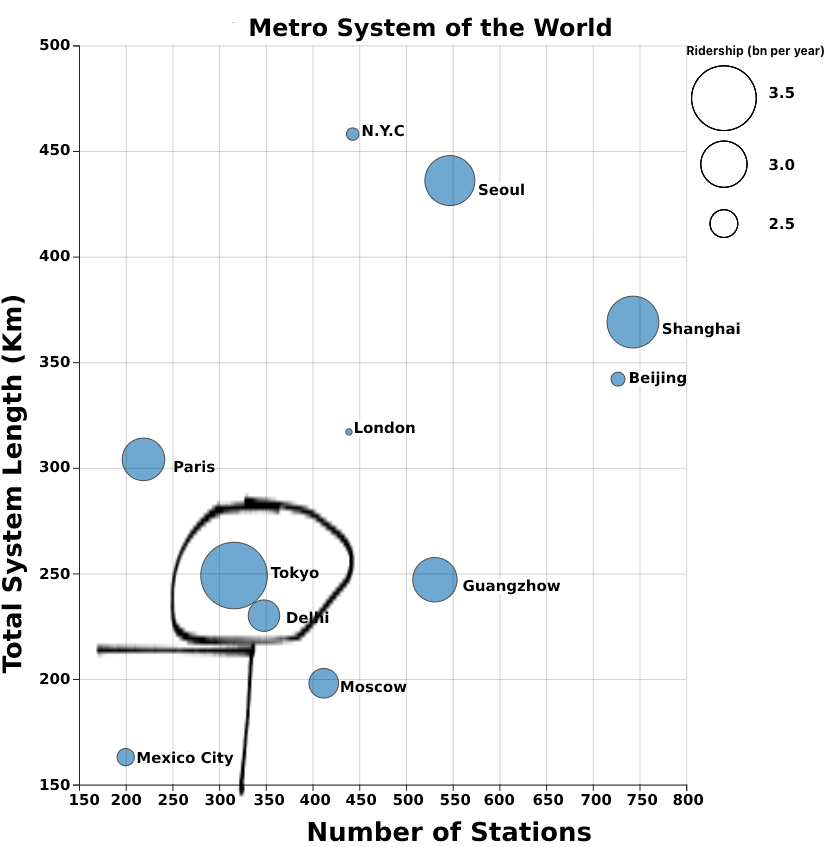 Metro System of the World
Ridership (bn per year)
3.5
3.0
2.5
Total System Length (Km)
500
450
400
350
300
250
200
150
N.Y.C
Seoul
Shanghai
Beijing
London
Paris
Tokyo
Guangzhow
Delhi
Moscow
Mexico City
150 200 250 300 350 400 450 500 550 600 650 700 750 800
Number of Stations